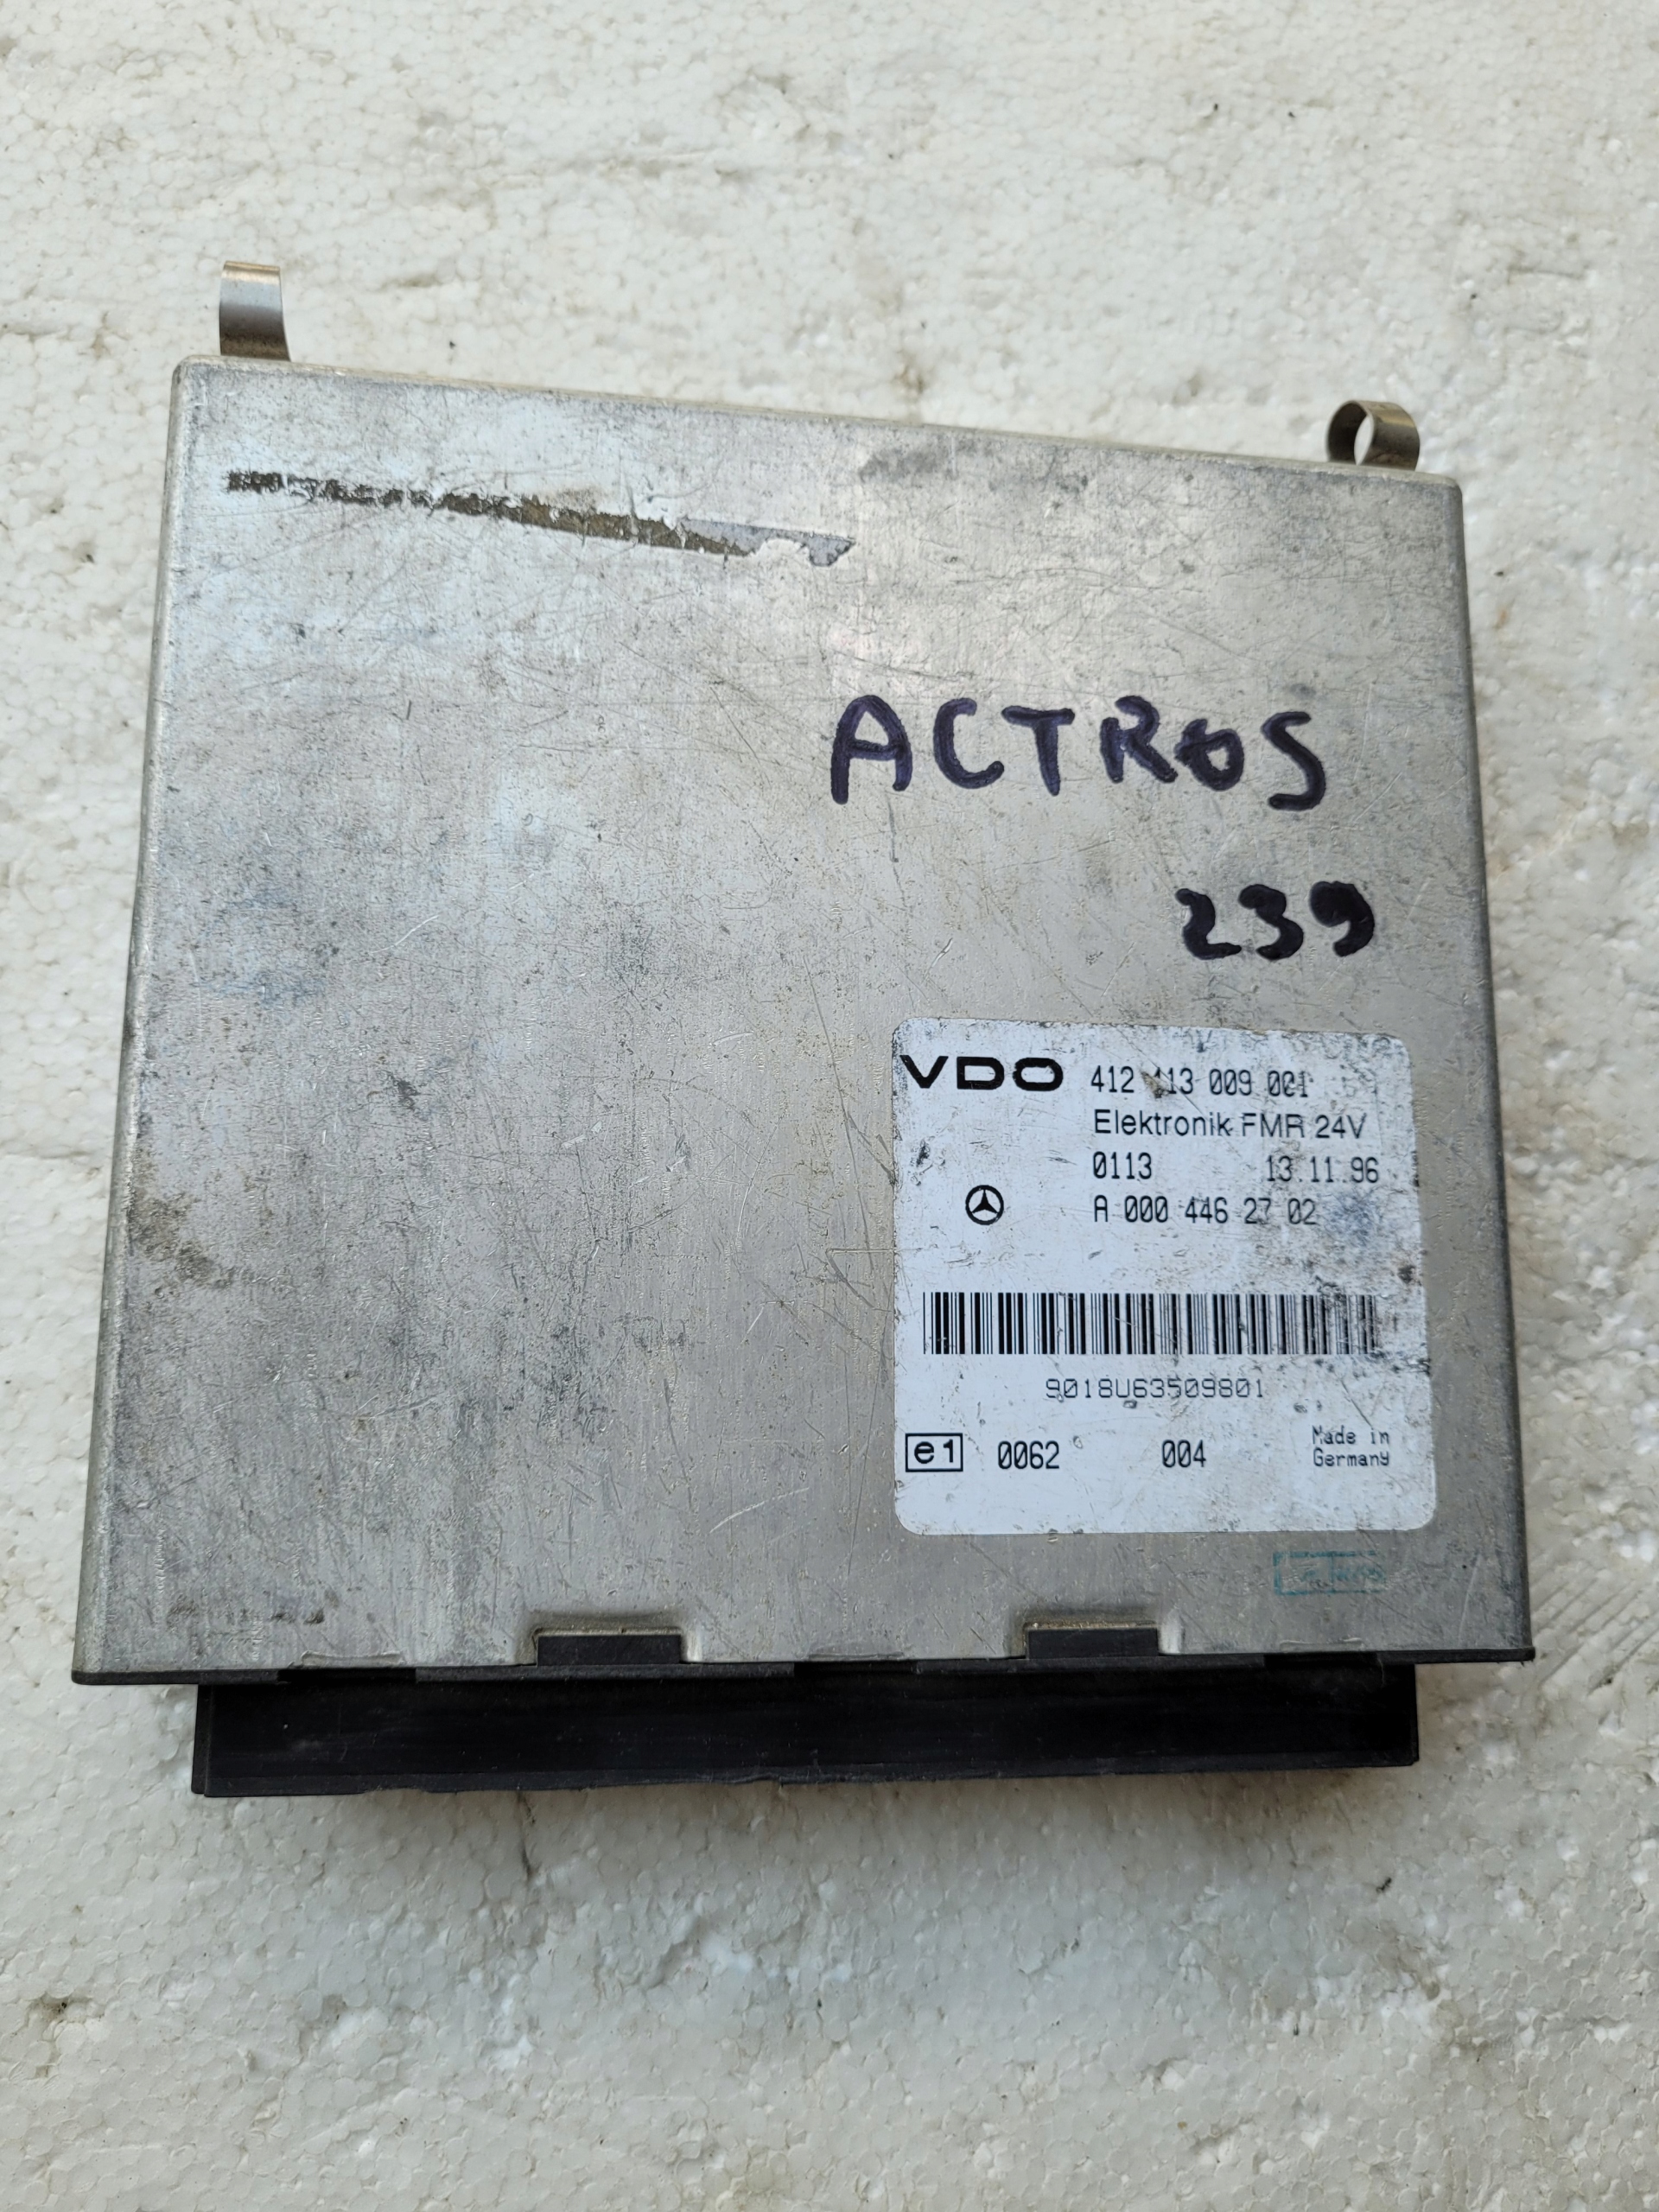 ACTROS
239
VDO 412 113 009 001
Elektronik FMR 24V
0113 13.11.96
A 000 446 27 02
9018U63509801
e1 0062 004 Made in
Germany